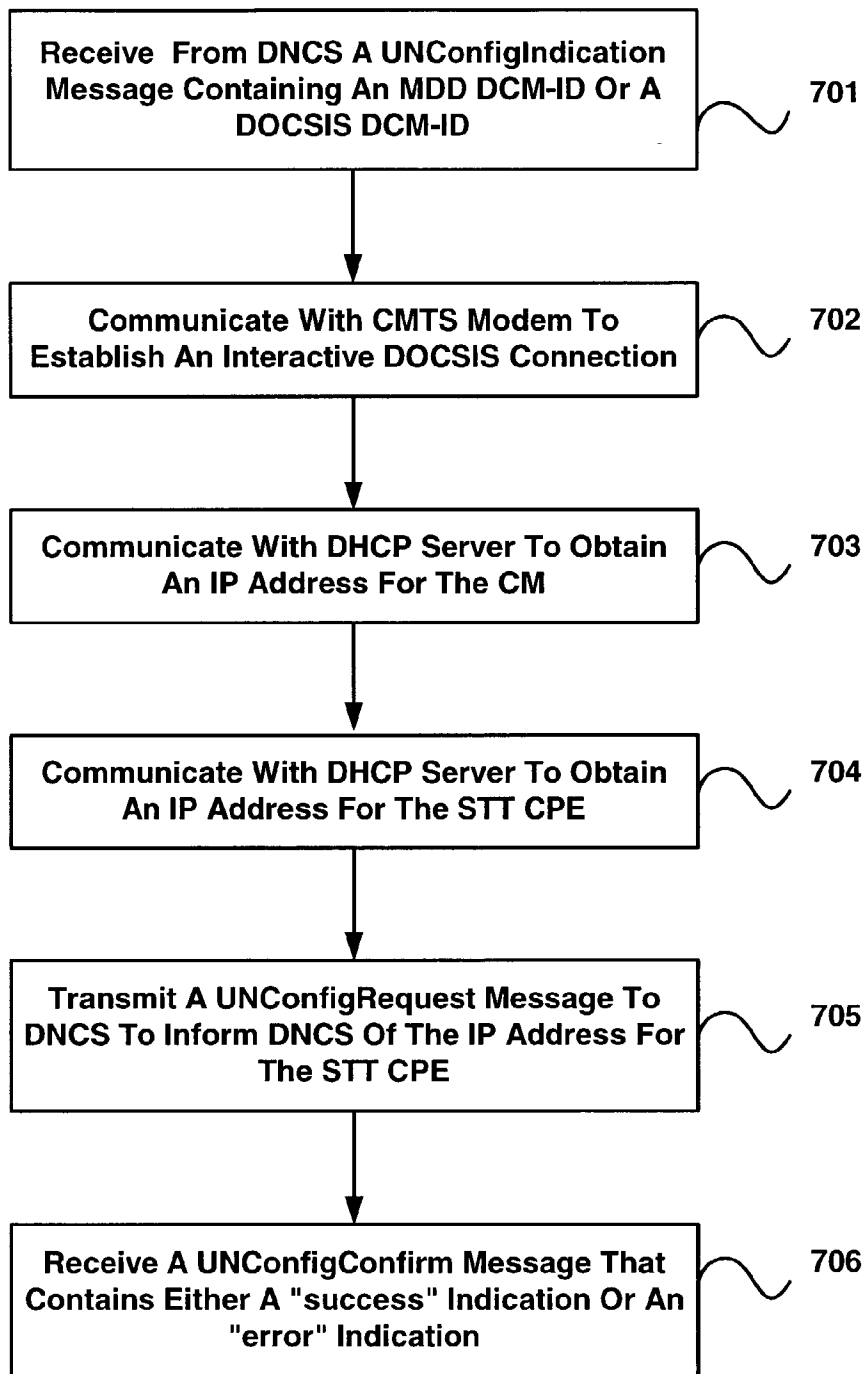 Receive From DNCS A UNConfigIndication
Message Containing An MDD DCM-ID Or A
DOCSIS DCM-ID
701
Communicate With CMTS Modem To
Establish An Interactive DOCSIS Connection
702
Communicate With DHCP Server To Obtain
An IP Address For The CM
703
Communicate With DHCP Server To Obtain
An IP Address For The STT CPE
704
Transmit A UNConfigRequest Message To
DNCS To Inform DNCS Of The IP Address For
The STT CPE
705
Receive A UNConfigConfirm Message That
Contains Either A "success" Indication Or An
"error" Indication
706